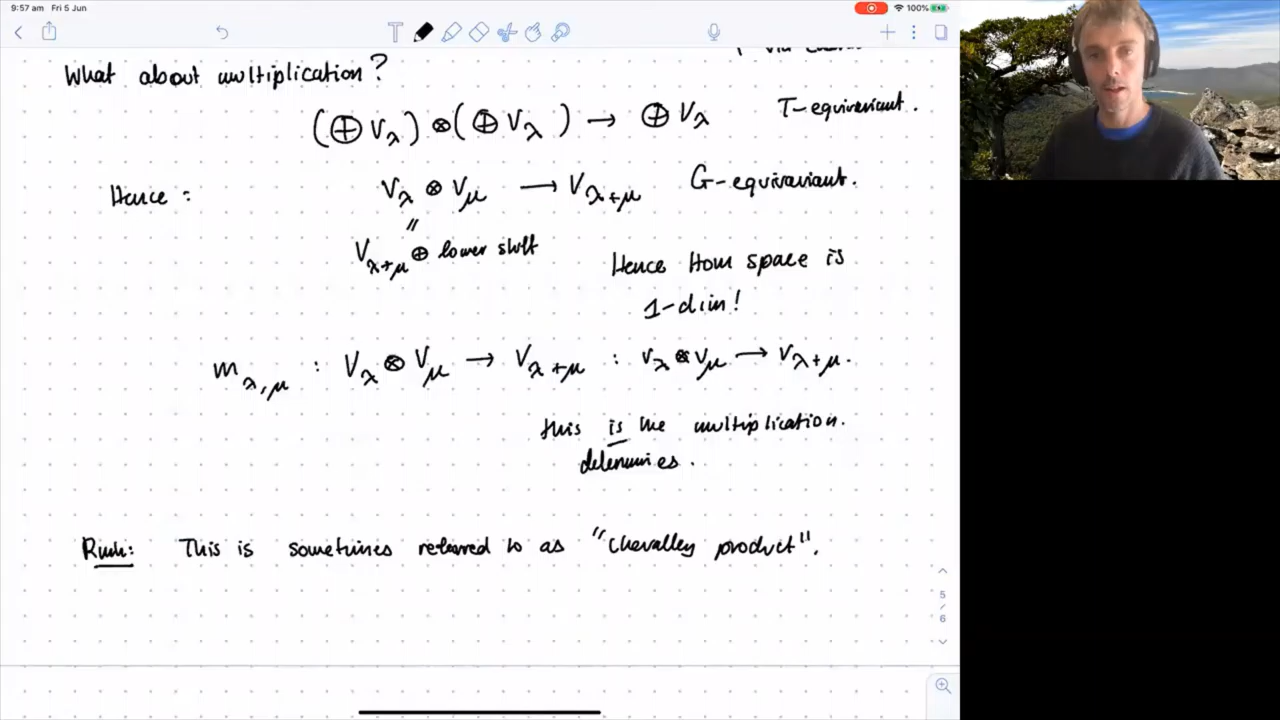 9:57 am Fri 5 Jun
100%
What about multiplication?
(⊕ V_λ) ⊗ (⊕ V_λ) → ⊕ V_λ T-equivariant.
Hence : V_λ ⊗ V_μ → V_{λ+μ} G-equivariant.
"
V_{λ+μ} ⊕ lower stuff
Hence Hom space is
1-dim!
m_{λ,μ} : V_λ ⊗ V_μ → V_{λ+μ} : v_λ ⊗ v_μ → v_{λ+μ}.
this is the multiplication.
determines.
Rmk: This is sometimes referred to as "Chevalley product".
5
/
6